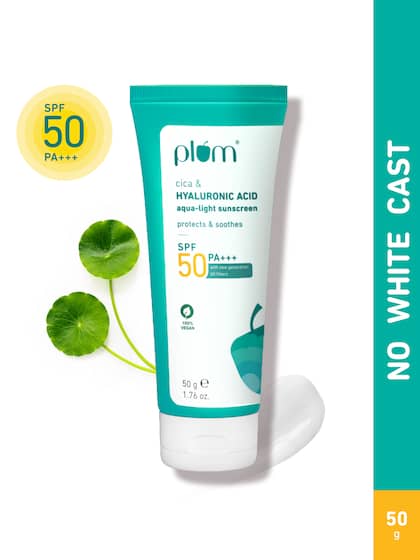 SPF
50
PA+++
plum
cica &
HYALURONIC ACID
aqua-light sunscreen
protects & soothes
SPF
50 PA+++
with new generation
UV filters
100%
VEGAN
50 g ℮
1.76 oz.
NO WHITE CAST
50
g